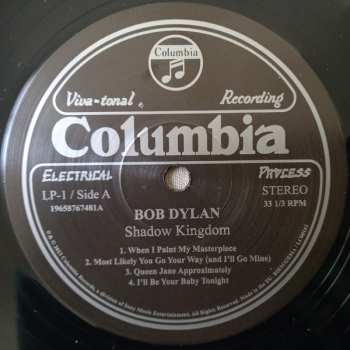 Columbia
Viva-tonal Recording
Columbia
ELECTRICAL PROCESS
LP-1 / Side A STEREO
19658767481A 33 1/3 RPM
BOB DYLAN
Shadow Kingdom
1. When I Paint My Masterpiece
2. Most Likely You Go Your Way (and I'll Go Mine)
3. Queen Jane Approximately
4. I'll Be Your Baby Tonight